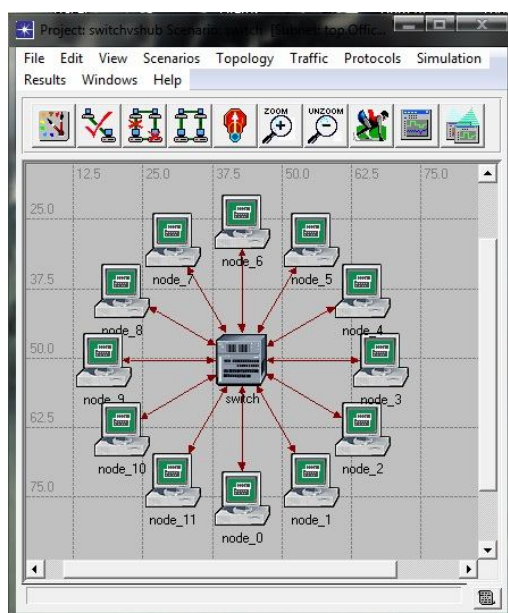 Project: switchvshub Scenario: switch [Subnet: top.Offic...
File Edit View Scenarios Topology Traffic Protocols Simulation
Results Windows Help
ZOOM UNZOOM
12.5 25.0 37.5 50.0 62.5 75.0
25.0
node_6
node_7 node_5
37.5
node_8 node_4
50.0
node_9 switch node_3
62.5
node_10 node_2
75.0
node_11 node_1
node_0